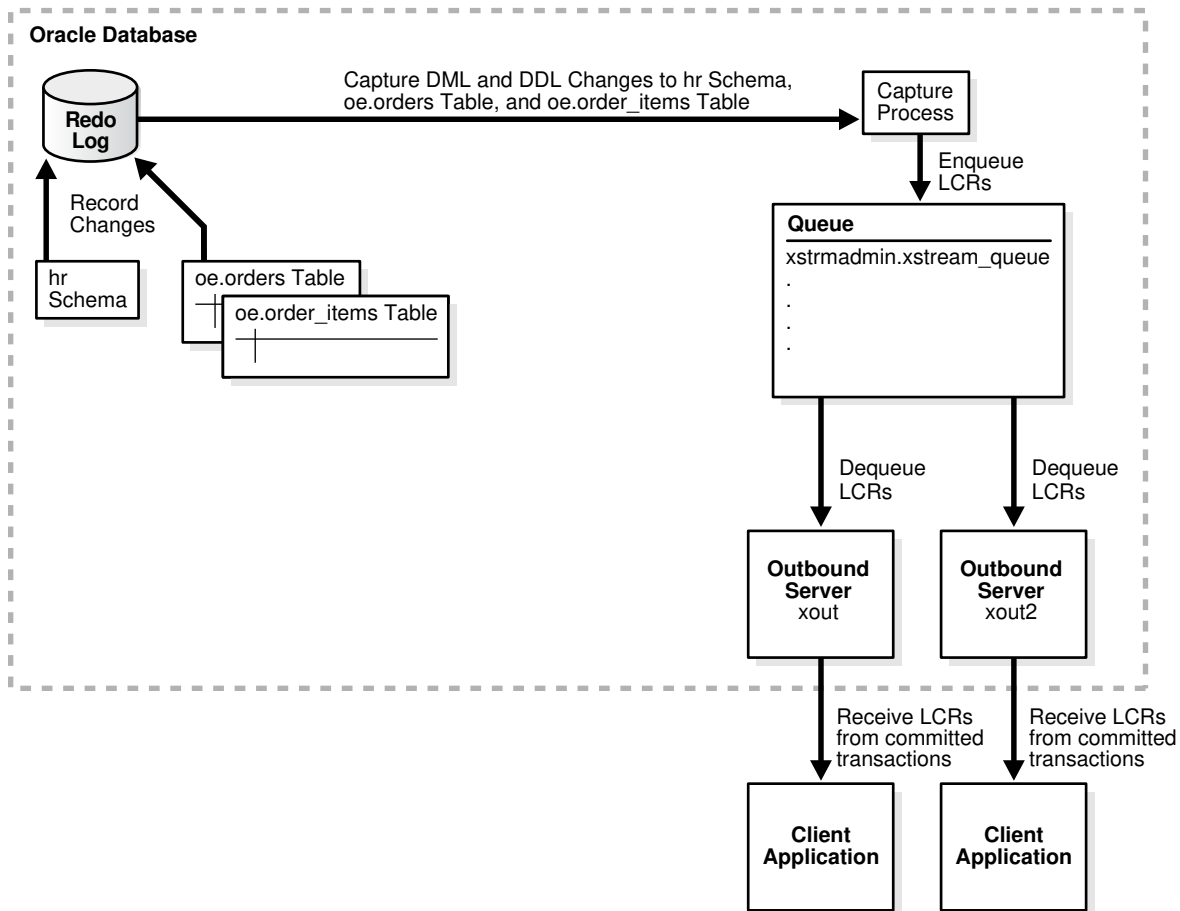 Oracle Database
Capture DML and DDL Changes to hr Schema,
oe.orders Table, and oe.order_items Table
Redo
Log
Capture
Process
Enqueue
LCRs
Record
Changes
hr
Schema
oe.orders Table
oe.order_items Table
Queue
xstrmadmin.xstream_queue
.
.
.
.
Dequeue
LCRs
Dequeue
LCRs
Outbound
Server
xout
Outbound
Server
xout2
Receive LCRs
from committed
transactions
Receive LCRs
from committed
transactions
Client
Application
Client
Application